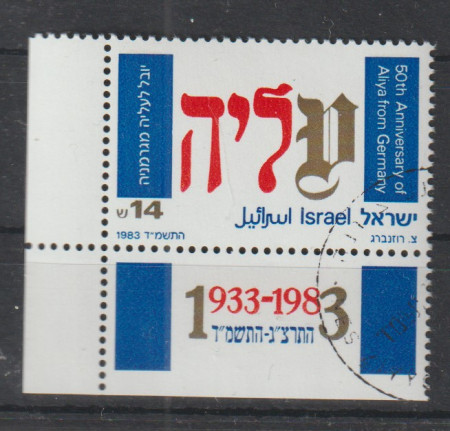 יובל לעליה מגרמניה
50th Anniversary of
Aliya from Germany
עליה
14 ש
ישראל Israel اسرائيل
1983 התשמ"ד
צ. רוזנברג
1933-1983
התרצ"ג-התשמ"ד